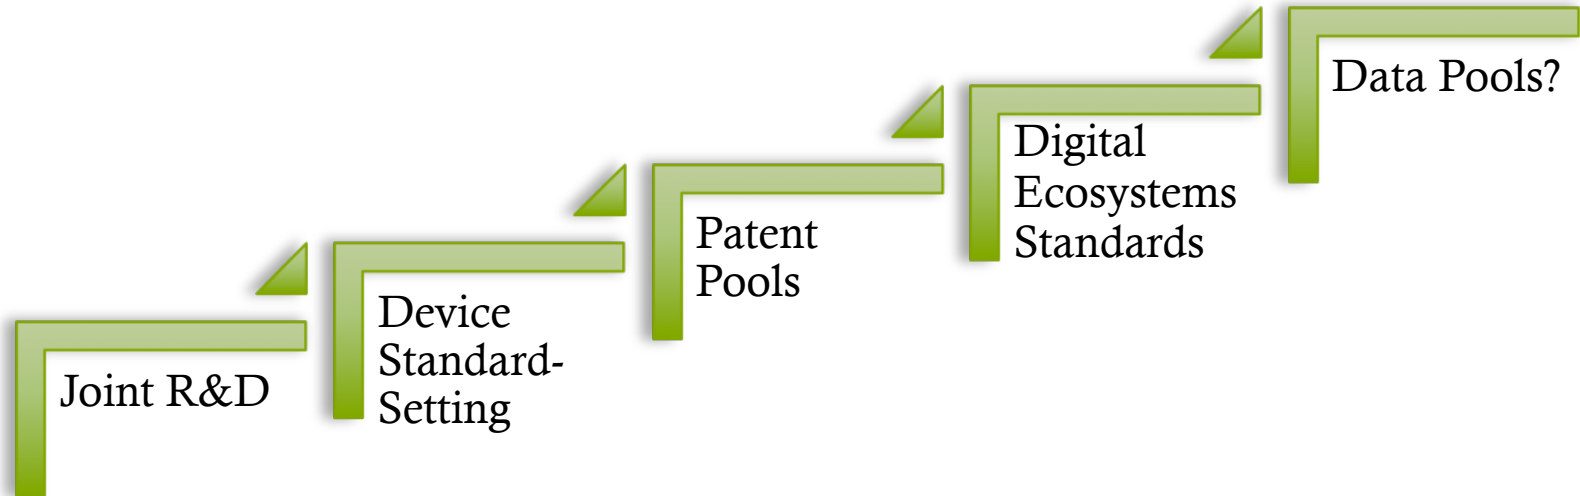 Joint R&D
Device
Standard-
Setting
Patent
Pools
Digital
Ecosystems
Standards
Data Pools?